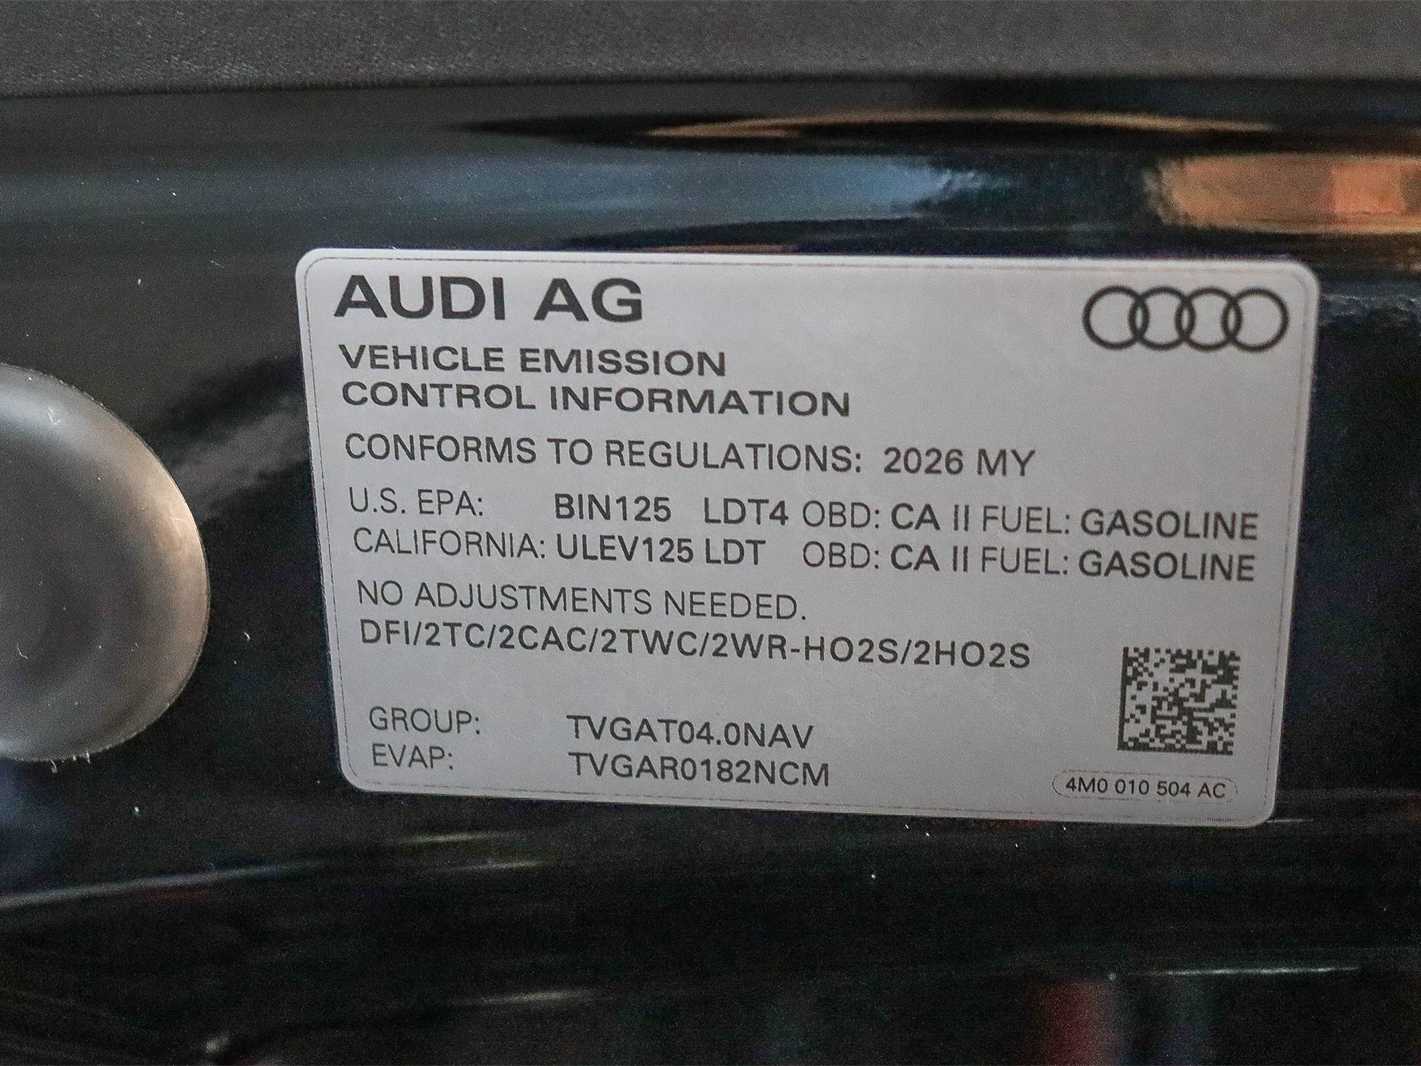 AUDI AG
VEHICLE EMISSION
CONTROL INFORMATION
CONFORMS TO REGULATIONS: 2026 MY
U.S. EPA: BIN125 LDT4 OBD: CA II FUEL: GASOLINE
CALIFORNIA: ULEV125 LDT OBD: CA II FUEL: GASOLINE
NO ADJUSTMENTS NEEDED.
DFI/2TC/2CAC/2TWC/2WR-HO2S/2HO2S
GROUP: TVGAT04.0NAV
EVAP: TVGAR0182NCM
4M0 010 504 AC